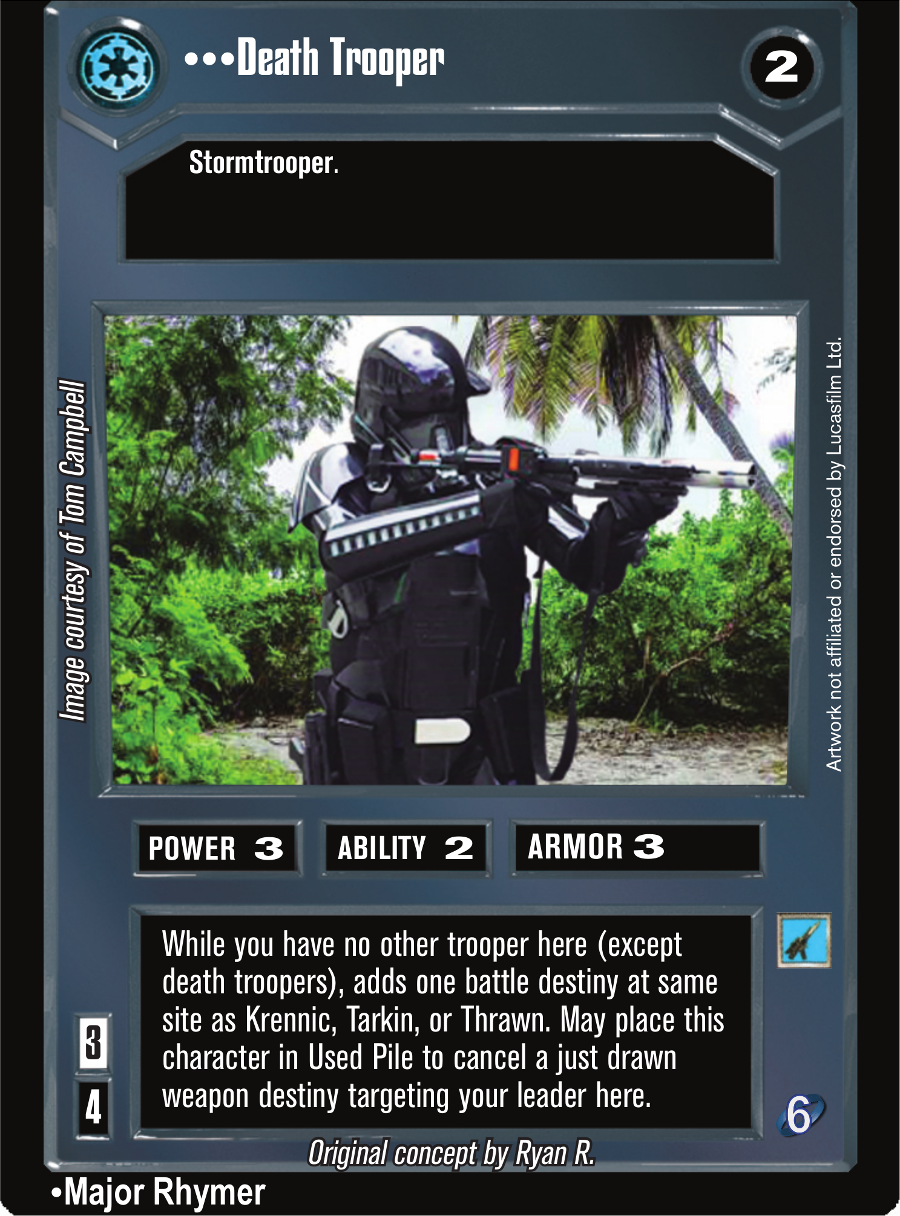 •••Death Trooper
2
Stormtrooper.
Image courtesy of Tom Campbell
Artwork not affiliated or endorsed by Lucasfilm Ltd.
POWER 3
ABILITY 2
ARMOR 3
While you have no other trooper here (except
death troopers), adds one battle destiny at same
site as Krennic, Tarkin, or Thrawn. May place this
character in Used Pile to cancel a just drawn
weapon destiny targeting your leader here.
3
4
6
Original concept by Ryan R.
•Major Rhymer